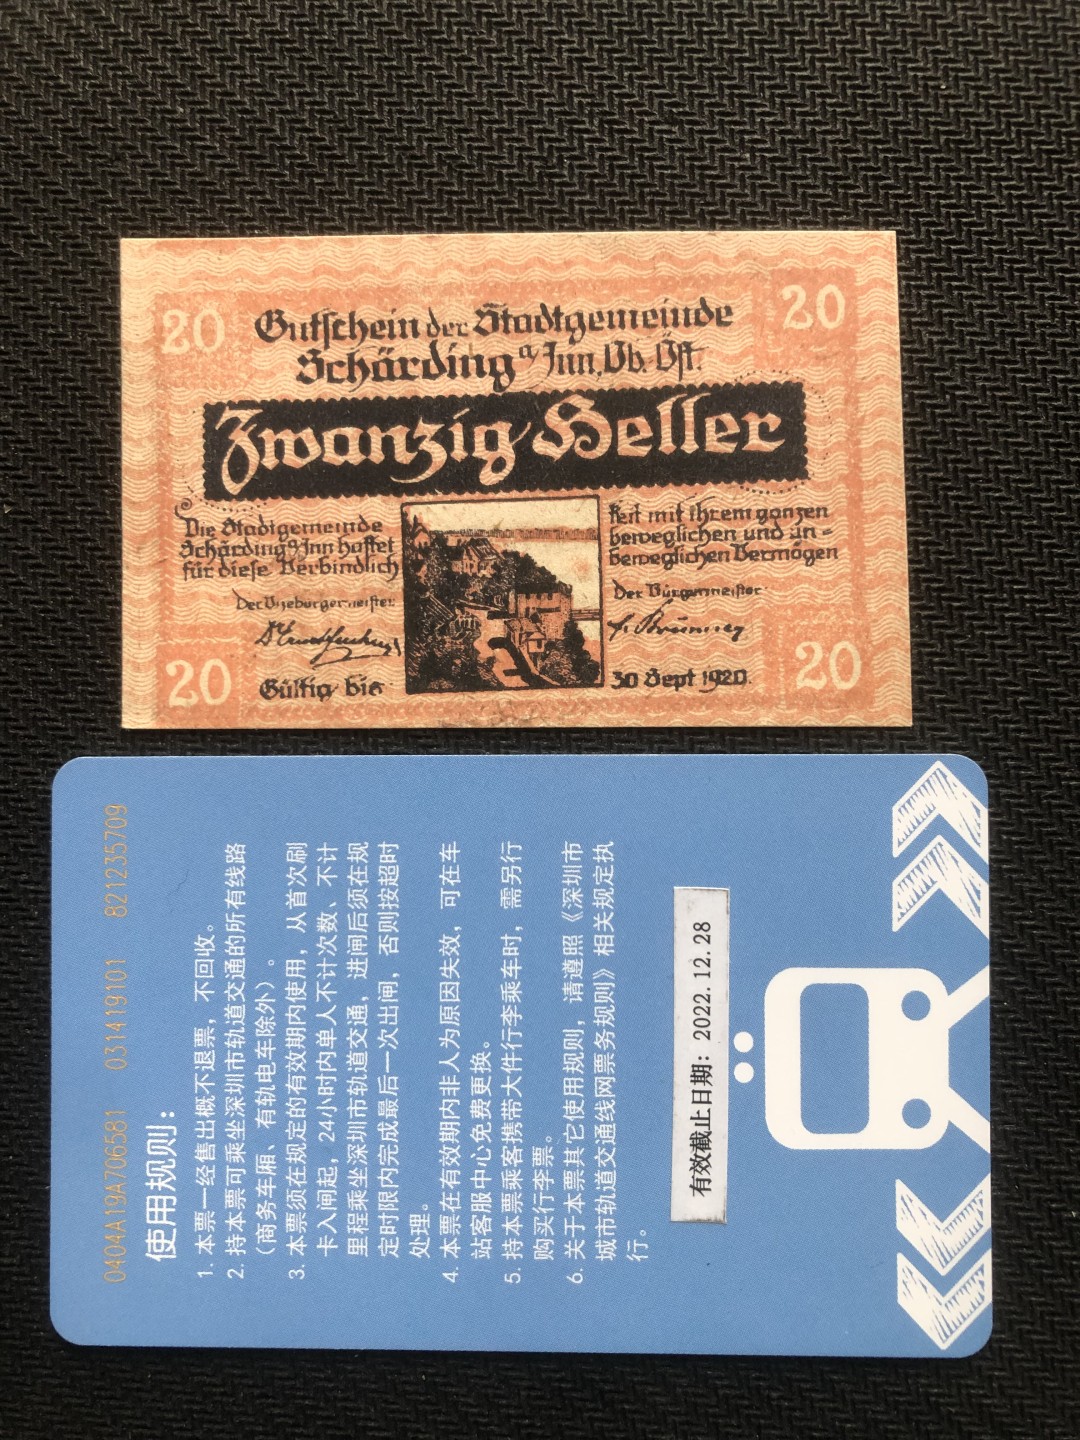 20
20
Gutschein der Stadtgemeinde
Schärding a/Inn, Ob. Öst.
Zwanzig Heller
Die Stadtgemeinde
Schärding a/Inn haftet
für diese Verbindlich
keit mit ihrem ganzen
beweglichen und un=
beweglichen Vermögen
Der Vizebürgermeister
Der Bürgermeister
20
Gültig bis
30 Sept 1920.
20
0404A19A706581 031419101 821235709
使用规则：
1. 本票一经售出概不退票，不回收。
2. 持本票可乘坐深圳市轨道交通的所有线路
（商务车厢、有轨电车除外）。
3. 本票须在规定的有效期内使用，从首次刷
卡入闸起，24小时内单人不计次数、不计
里程乘坐深圳市轨道交通，进闸后须在规
定时限内完成最后一次出闸，否则按超时
处理。
4. 本票在有效期内非人为原因失效，可在车
站客服中心免费更换。
5. 持本票乘客携带大件行李乘车时，需另行
购买行李票。
6. 关于本票其它使用规则，请遵照《深圳市
城市轨道交通线网票务规则》相关规定执
行。
有效截止日期：2022.12.28